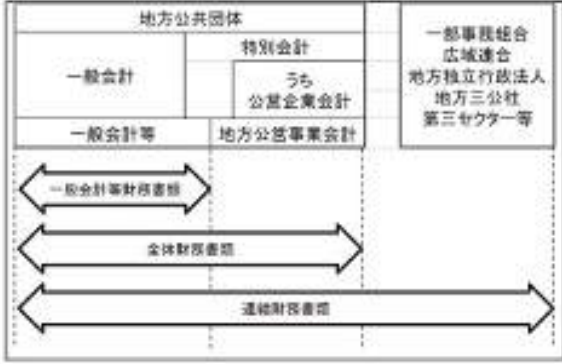 地方公共団体
一般会計
特別会計
うち
公営企業会計
一般会計等
地方公営事業会計
一部事務組合
広域連合
地方独立行政法人
地方三公社
第三セクター等
一般会計等財務書類
全体財務書類
連結財務書類